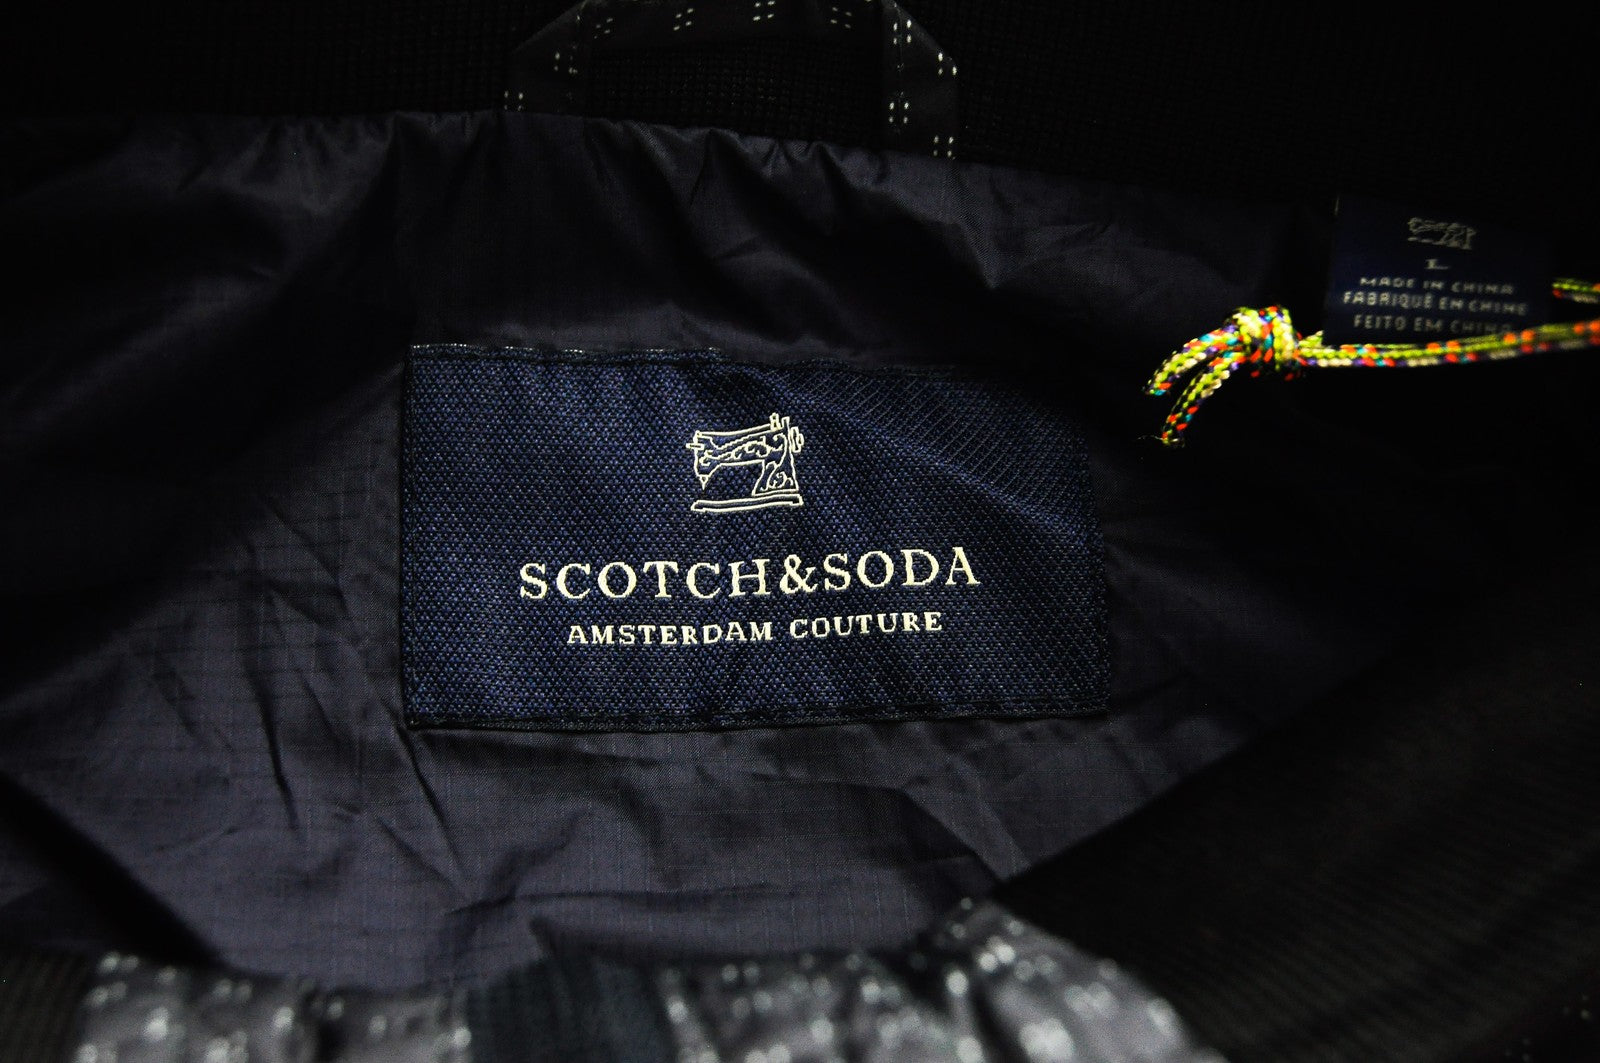 SCOTCH&SODA
AMSTERDAM COUTURE
L
MADE IN CHINA
FABRIQUÉ EN CHINE
FEITO EM CHINA